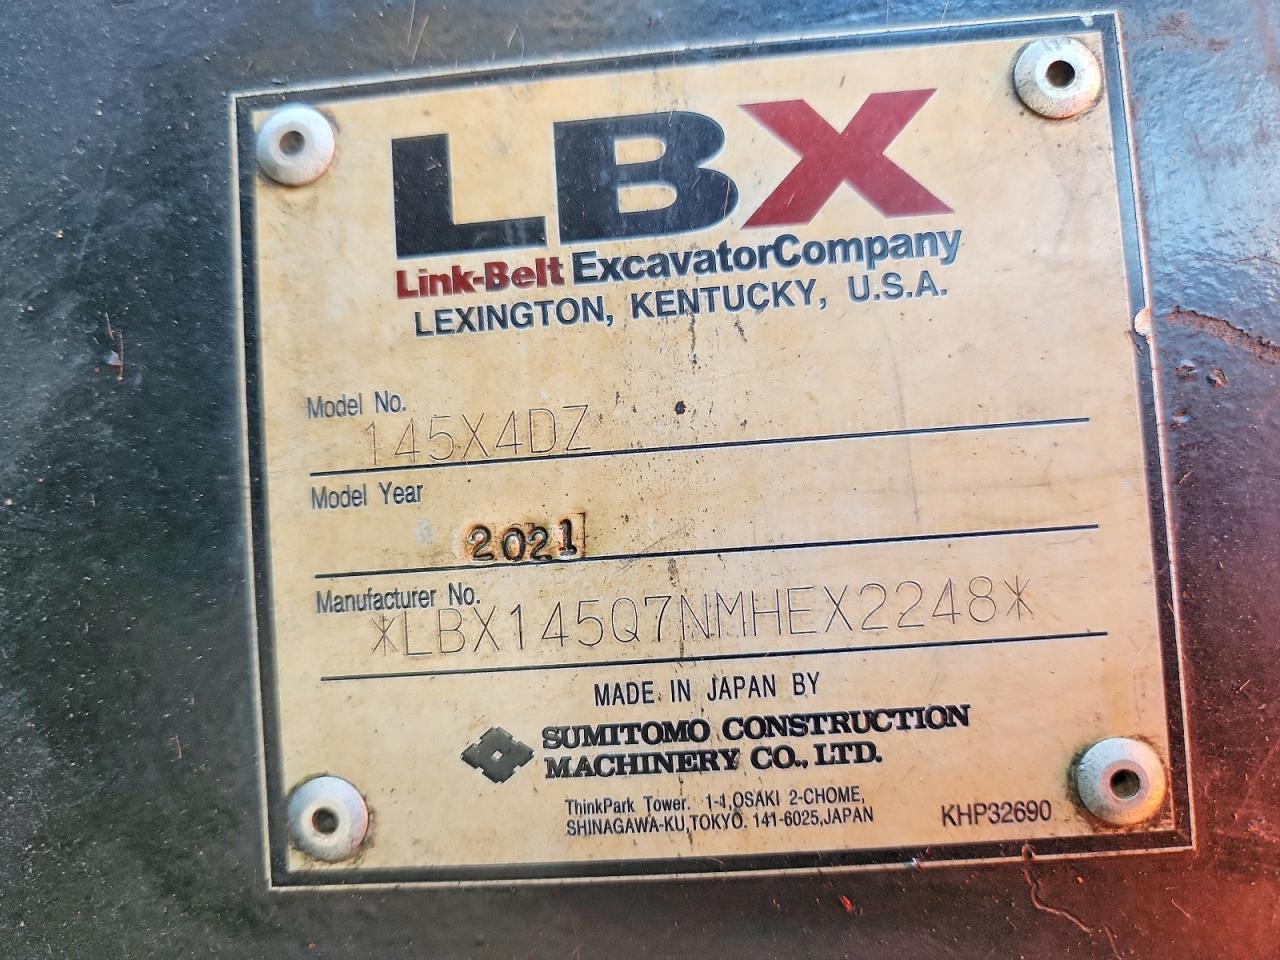 LBX
Link-Belt ExcavatorCompany
LEXINGTON, KENTUCKY, U.S.A.
Model No.
145X4DZ
Model Year
2021
Manufacturer No.
*LBX145Q7NMHEX2248*
MADE IN JAPAN BY
SUMITOMO CONSTRUCTION
MACHINERY CO., LTD.
ThinkPark Tower. 1-1,OSAKI 2-CHOME,
SHINAGAWA-KU,TOKYO. 141-6025,JAPAN
KHP32690